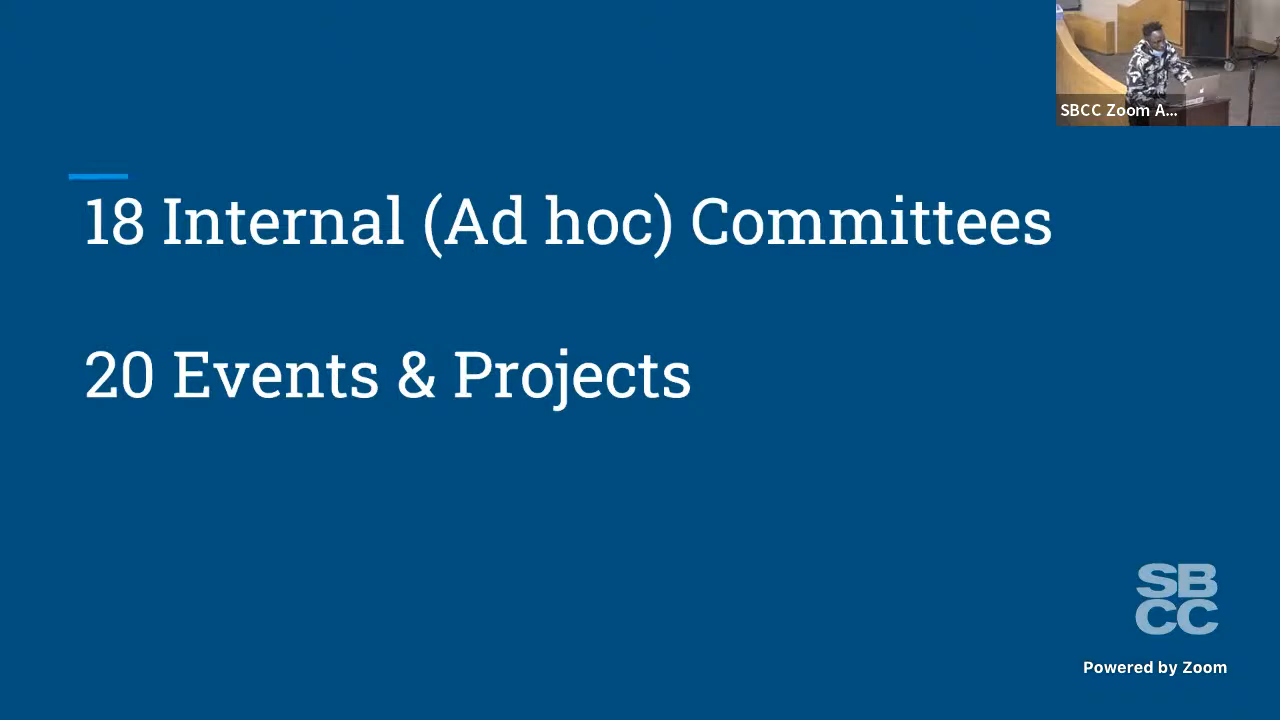 SBCC Zoom A...
18 Internal (Ad hoc) Committees
20 Events & Projects
SB
CC
Powered by Zoom